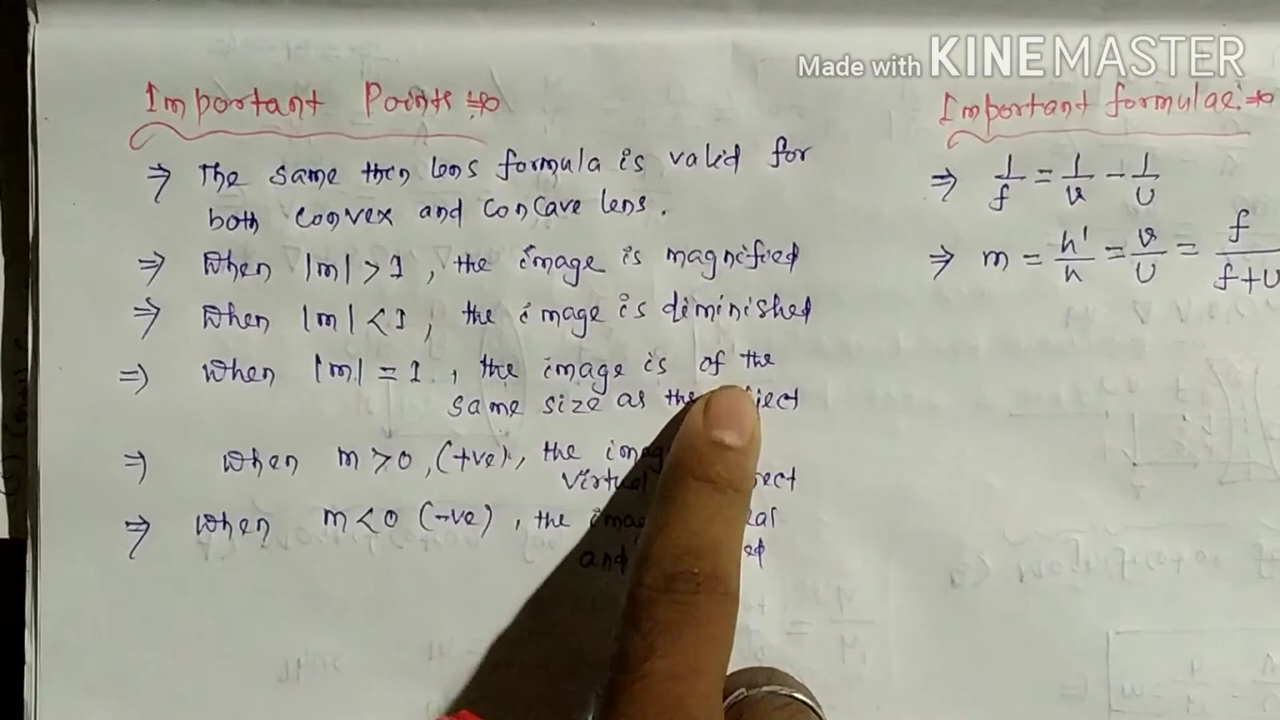 Made with KINEMASTER
Important Points ⇒
⇒ The same thin lens formula is valid for
both convex and concave lens.
⇒ When |m| > 1, the image is magnified
⇒ When |m| < 1, the image is diminished
⇒ When |m| = 1, the image is of the
same size as the
⇒ when m > 0, (+ve), the
virtual
⇒ when m < 0 (-ve), the
and
Important formulae:⇒
⇒ 1/f = 1/v - 1/u
⇒ m = h'/h = v/u = f/f+u